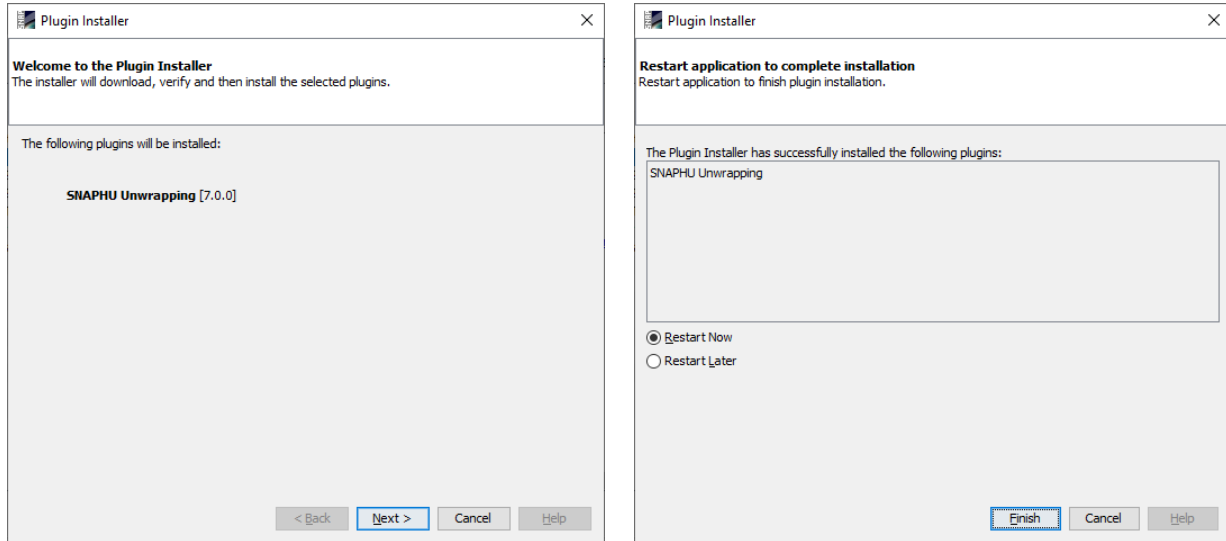 Plugin Installer
Welcome to the Plugin Installer
The installer will download, verify and then install the selected plugins.
The following plugins will be installed:
SNAPHU Unwrapping [7.0.0]
< Back
Next >
Cancel
Help
Plugin Installer
Restart application to complete installation
Restart application to finish plugin installation.
The Plugin Installer has successfully installed the following plugins:
SNAPHU Unwrapping
Restart Now
Restart Later
Finish
Cancel
Help